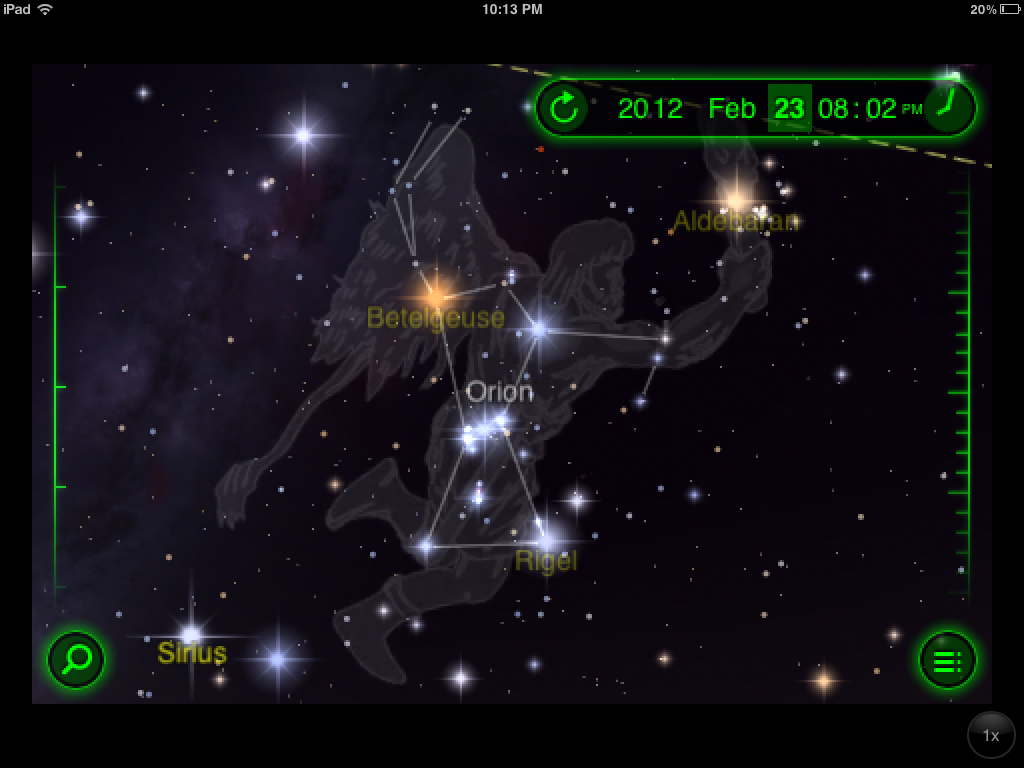 iPad 10:13 PM 20%
2012 Feb 23 08:02 PM
Aldebaran
Betelgeuse
Orion
Rigel
Sirius
1x